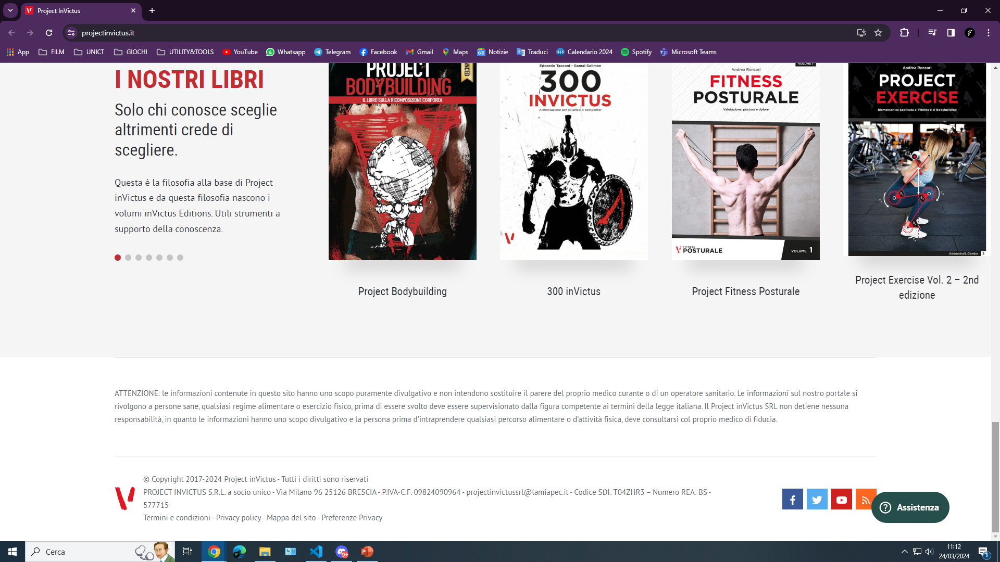 Project InVictus
projectinvictus.it
App FILM UNICT GIOCHI UTILITY&TOOLS YouTube Whatsapp Telegram Facebook Gmail Maps Notizie Traduci Calendario 2024 Spotify Microsoft Teams
I NOSTRI LIBRI
Solo chi conosce sceglie
altrimenti crede di
scegliere.
Questa è la filosofia alla base di Project
inVictus e da questa filosofia nascono i
volumi inVictus Editions. Utili strumenti a
supporto della conoscenza.
PROJECT
BODYBUILDING
IL LIBRO SULLA RICOMPOSIZIONE CORPOREA
Project Bodybuilding
Edoardo Tacconi - Gamal Soliman
300
INVICTUS
Alimentazione per gli allievi e competitor
300 inVictus
VOLUME 1
Andrea Roncari
FITNESS
POSTURALE
Valutazione, postura e dolore
FITNESS
POSTURALE
VOLUME 1
Project Fitness Posturale
Andrea Roncari
PROJECT
EXERCISE
Biomeccanica applicata al Fitness e al Bodybuilding
Addominali, Gambe 2
Project Exercise Vol. 2 – 2nd
edizione
ATTENZIONE: le informazioni contenute in questo sito hanno uno scopo puramente divulgativo e non intendono sostituire il parere del proprio medico curante o di un operatore sanitario. Le informazioni sul nostro portale si
rivolgono a persone sane, qualsiasi regime alimentare o esercizio fisico, prima di essere svolto deve essere supervisionato dalla figura competente ai termini della legge italiana. Il Project inVictus SRL non detiene nessuna
responsabilità, in quanto le informazioni hanno uno scopo divulgativo e la persona prima d'intraprendere qualsiasi percorso alimentare o d'attività fisica, deve consultarsi col proprio medico di fiducia.
© Copyright 2017-2024 Project inVictus - Tutti i diritti sono riservati
PROJECT INVICTUS S.R.L. a socio unico - Via Milano 96 25126 BRESCIA - P.IVA-C.F. 09824090964 - projectinvictussrl@lamiapec.it - Codice SDI: T04ZHR3 – Numero REA: BS -
577715
Termini e condizioni - Privacy policy - Mappa del sito - Preferenze Privacy
Assistenza
Cerca
9+
11:12
24/03/2024
1